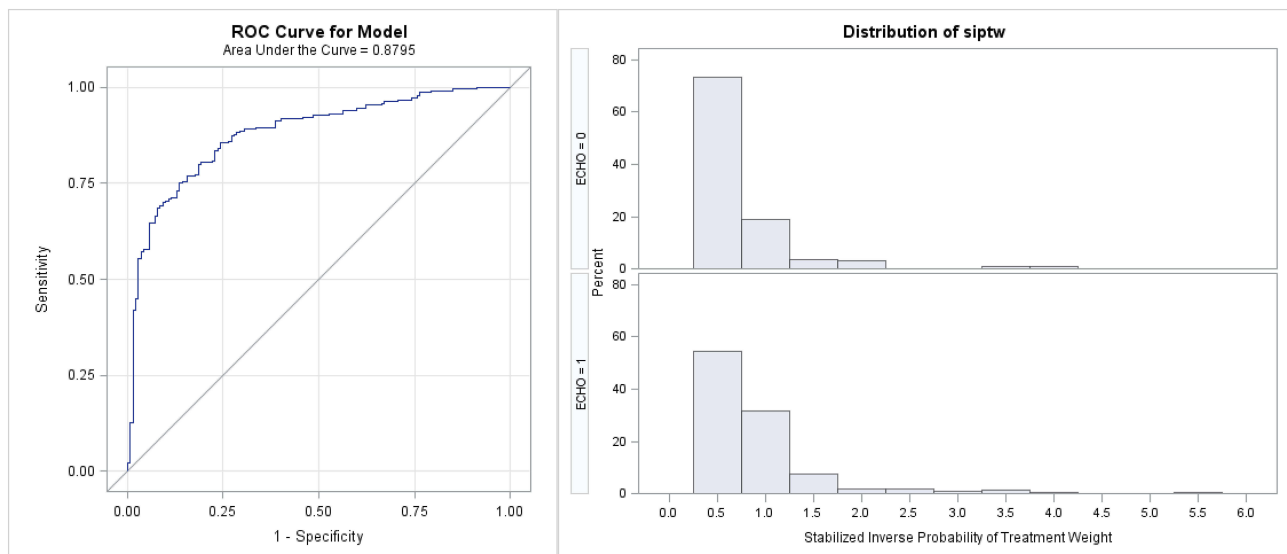 ROC Curve for Model
Area Under the Curve = 0.8795
1.00
0.75
0.50
0.25
0.00
Sensitivity
0.00 0.25 0.50 0.75 1.00
1 - Specificity
Distribution of siptw
ECHO = 0
80
60
40
20
0
Percent
ECHO = 1
80
60
40
20
0
0.0 0.5 1.0 1.5 2.0 2.5 3.0 3.5 4.0 4.5 5.0 5.5 6.0
Stabilized Inverse Probability of Treatment Weight